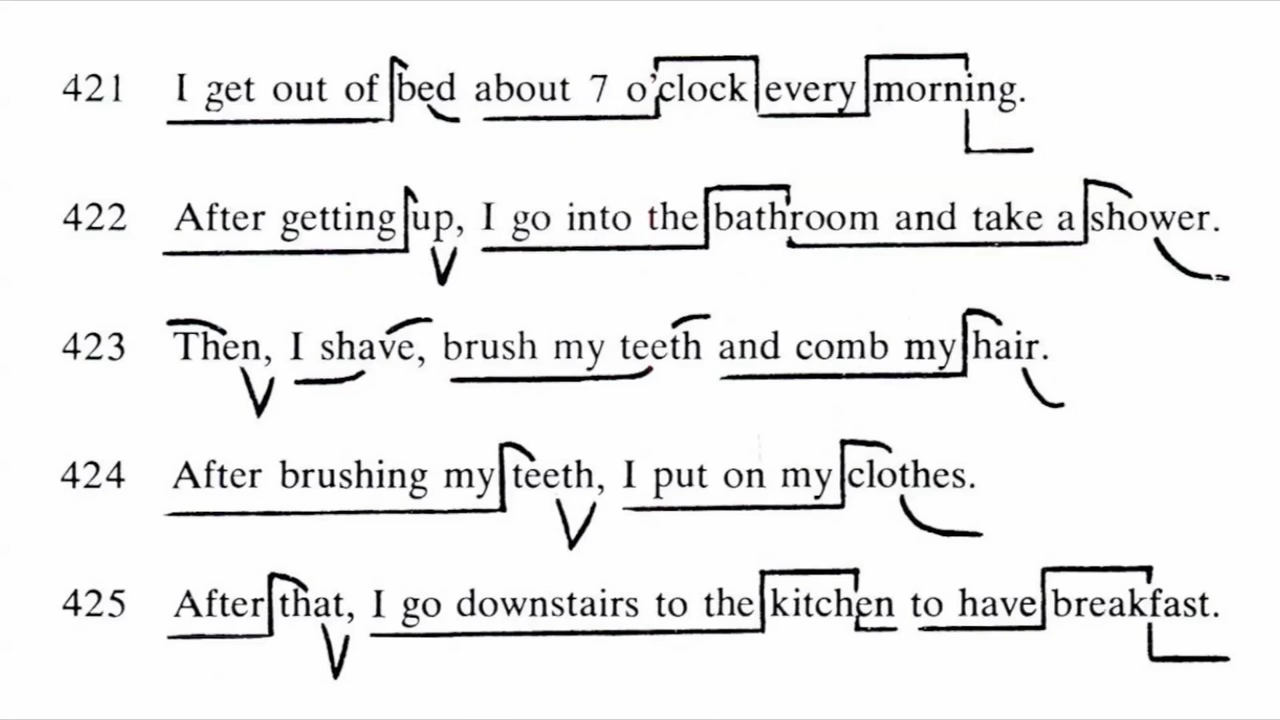 421 I get out of bed about 7 o'clock every morning.
422 After getting up, I go into the bathroom and take a shower.
423 Then, I shave, brush my teeth and comb my hair.
424 After brushing my teeth, I put on my clothes.
425 After that, I go downstairs to the kitchen to have breakfast.